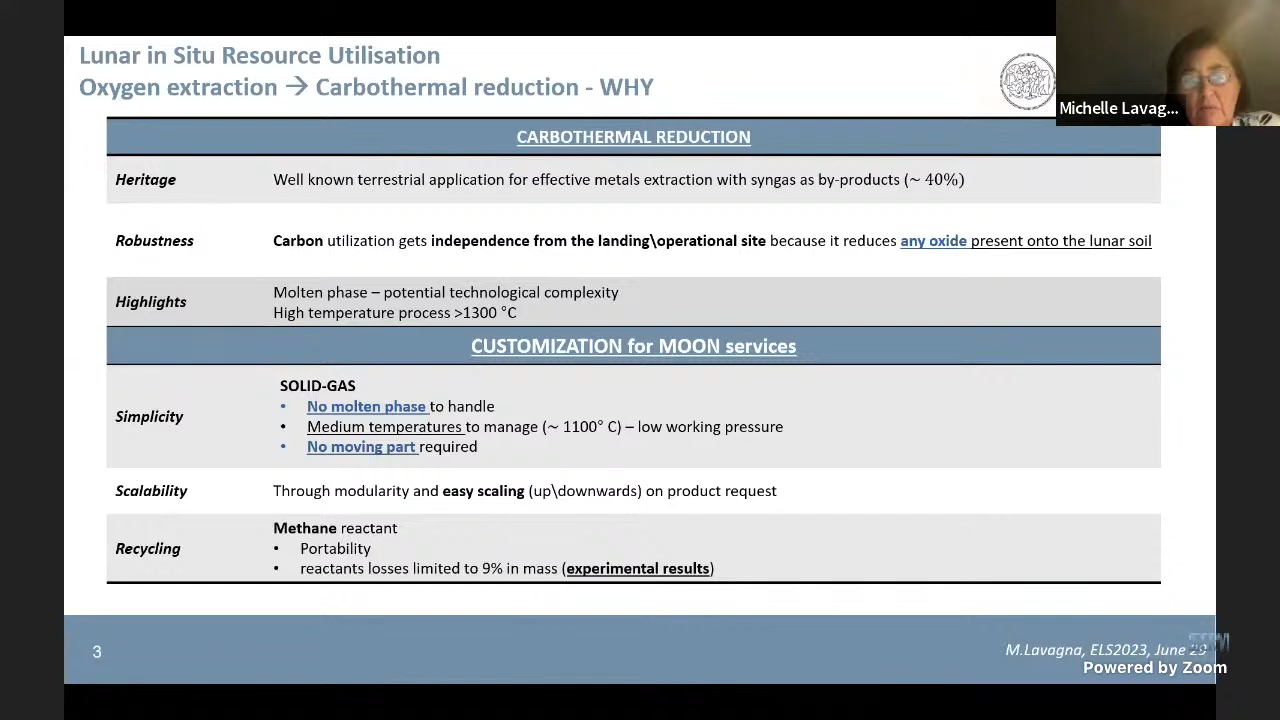 Lunar in Situ Resource Utilisation
Oxygen extraction → Carbothermal reduction - WHY
Michelle Lavag...
CARBOTHERMAL REDUCTION
Heritage
Well known terrestrial application for effective metals extraction with syngas as by-products (~ 40%)
Robustness
Carbon utilization gets independence from the landing\operational site because it reduces any oxide present onto the lunar soil
Highlights
Molten phase – potential technological complexity
High temperature process >1300 °C
CUSTOMIZATION for MOON services
Simplicity
SOLID-GAS
• No molten phase to handle
• Medium temperatures to manage (~ 1100° C) – low working pressure
• No moving part required
Scalability
Through modularity and easy scaling (up\downwards) on product request
Recycling
Methane reactant
• Portability
• reactants losses limited to 9% in mass (experimental results)
3
M.Lavagna, ELS2023, June 29
Powered by Zoom